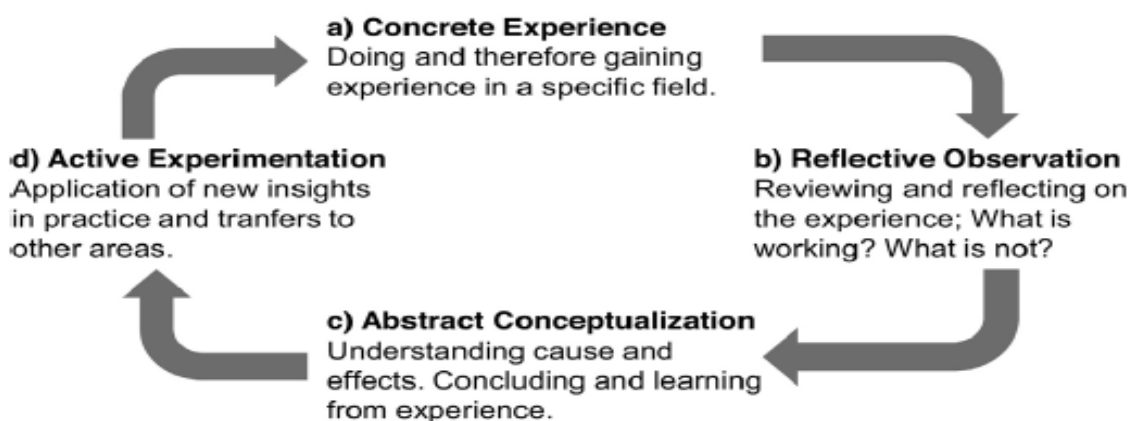 a) Concrete Experience
Doing and therefore gaining
experience in a specific field.
b) Reflective Observation
Reviewing and reflecting on
the experience; What is
working? What is not?
c) Abstract Conceptualization
Understanding cause and
effects. Concluding and learning
from experience.
d) Active Experimentation
Application of new insights
in practice and tranfers to
other areas.